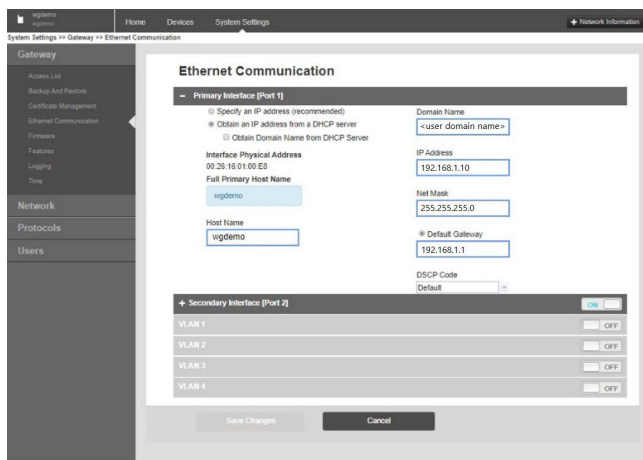 wgdemo
wgdemo
Home Devices System Settings
+ Network Information
System Settings >> Gateway >> Ethernet Communication
Gateway
Access List
Backup And Restore
Certificate Management
Ethernet Communication
Firmware
Features
Logging
Time
Network
Protocols
Users
Ethernet Communication
− Primary Interface [Port 1]
Specify an IP address (recommended)
Obtain an IP address from a DHCP server
Obtain Domain Name from DHCP Server
Interface Physical Address
00:26:16:01:00:E8
Full Primary Host Name
wgdemo
Host Name
wgdemo
Domain Name
<user domain name>
IP Address
192.168.1.10
Net Mask
255.255.255.0
Default Gateway
192.168.1.1
DSCP Code
Default
+ Secondary Interface [Port 2] ON
VLAN 1 OFF
VLAN 2 OFF
VLAN 3 OFF
VLAN 4 OFF
Save Changes Cancel